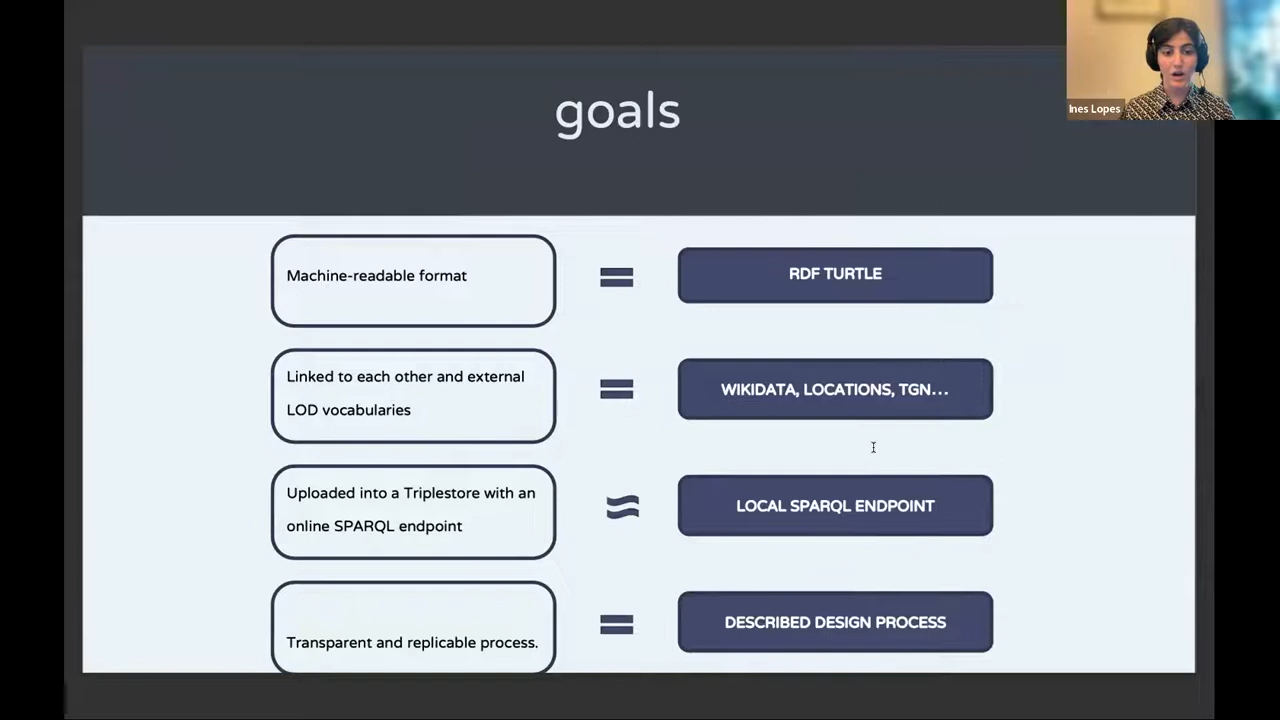 goals
Ines Lopes
Machine-readable format
RDF TURTLE
Linked to each other and external
LOD vocabularies
WIKIDATA, LOCATIONS, TGN...
Uploaded into a Triplestore with an
online SPARQL endpoint
LOCAL SPARQL ENDPOINT
Transparent and replicable process.
DESCRIBED DESIGN PROCESS